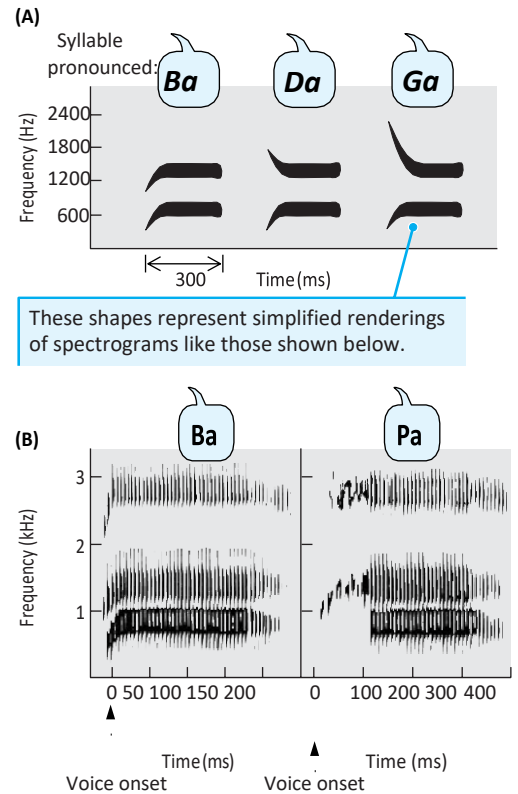 (A)
Syllable
pronounced:
Ba
Da
Ga
Frequency (Hz)
2400
1800
1200
600
300
Time (ms)
These shapes represent simplified renderings
of spectrograms like those shown below.
(B)
Ba
Pa
Frequency (kHz)
3
2
1
0 50 100 150 200
0 100 200 300 400
Time (ms)
Time (ms)
Voice onset
Voice onset